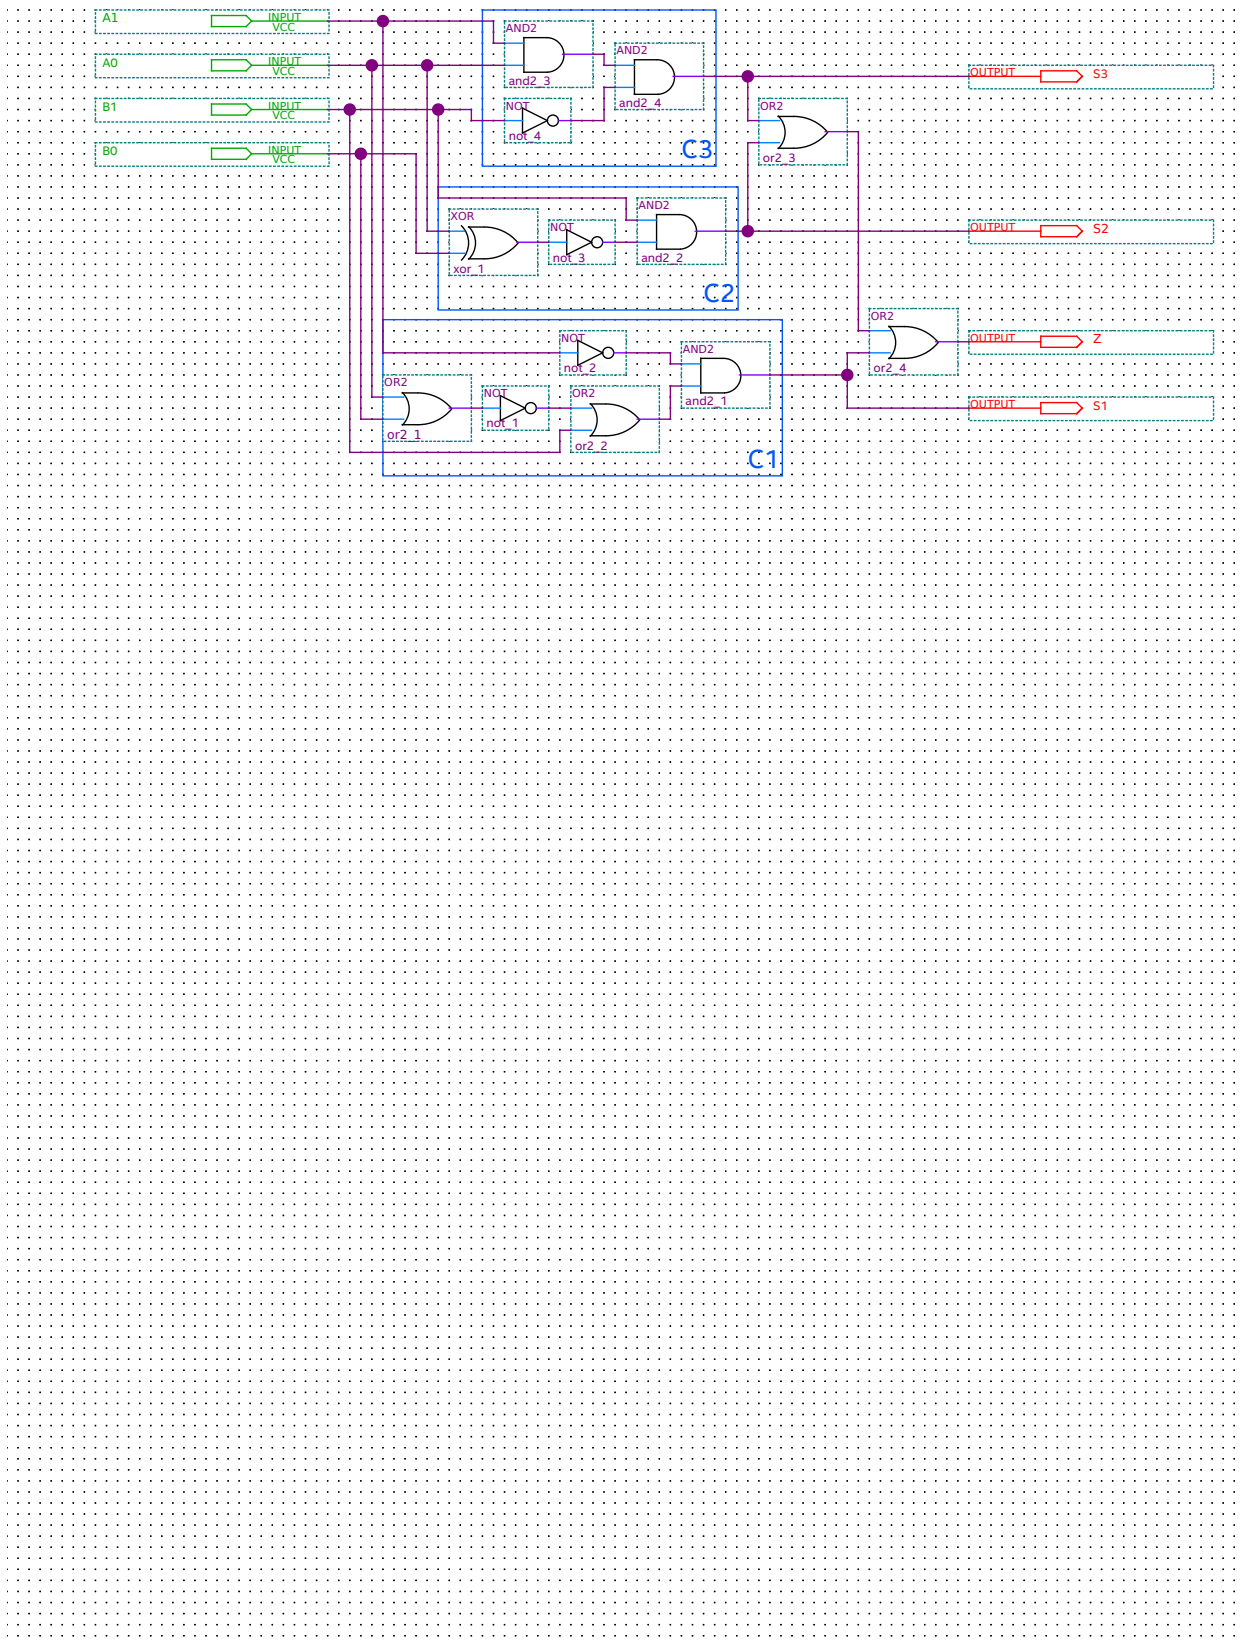 A1 INPUT
VCC
A0 INPUT
VCC
B1 INPUT
VCC
B0 INPUT
VCC
AND2
and2_3
AND2
and2_4
NOT
not_4
C3
OUTPUT S3
OR2
or2_3
XOR
xor_1
NOT
not_3
AND2
and2_2
C2
OUTPUT S2
NOT
not_2
OR2
or2_1
NOT
not_1
OR2
or2_2
AND2
and2_1
C1
OR2
or2_4
OUTPUT Z
OUTPUT S1